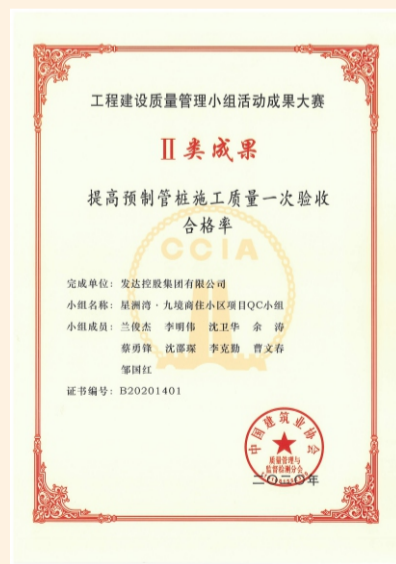 工程建设质量管理小组活动成果大赛
Ⅱ类成果
提高预制管桩施工质量一次验收
合格率
CCIA
完成单位：发达控股集团有限公司
小组名称：星洲湾·九境商住小区项目QC小组
小组成员：兰俊杰 李明伟 沈卫华 余涛
蔡勇锋 沈郡琛 李克勤 曹文春
邹国红
证书编号：B20201401
中国建筑业协会
质量管理与
监督检测分会
二〇二〇年